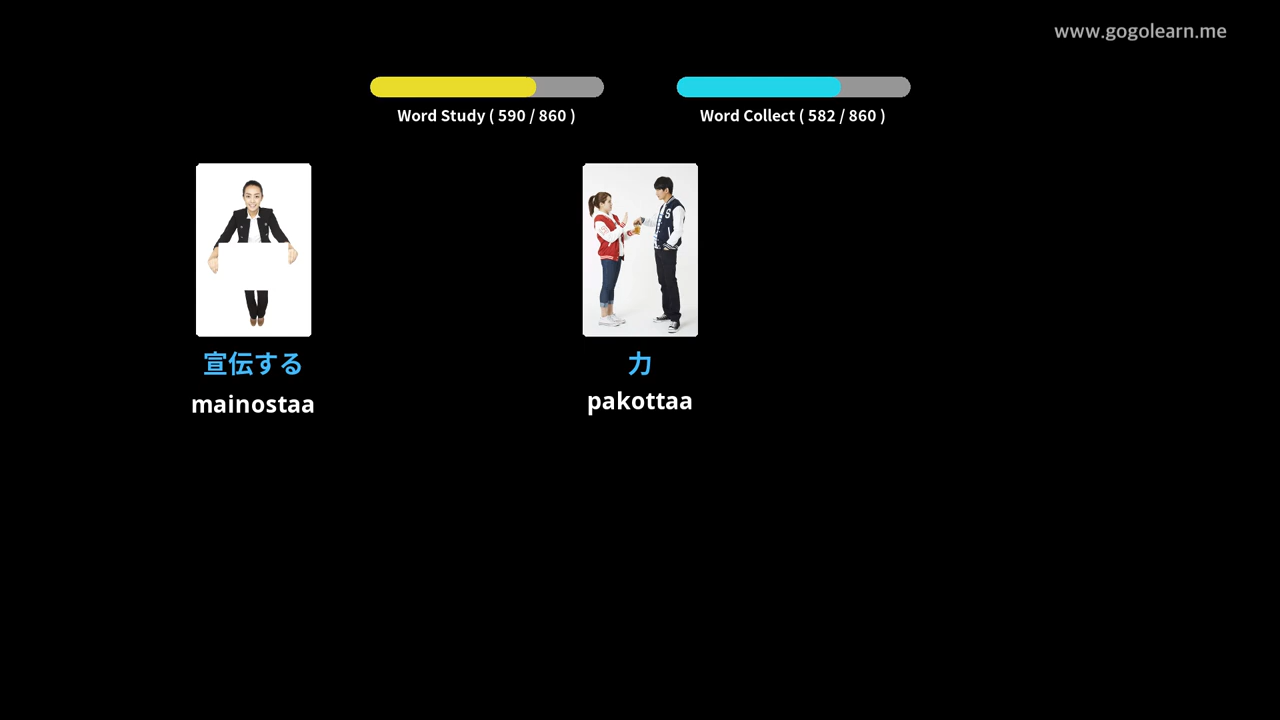 www.gogolearn.me
Word Study ( 590 / 860 )
Word Collect ( 582 / 860 )
宣伝する
mainostaa
力
pakottaa